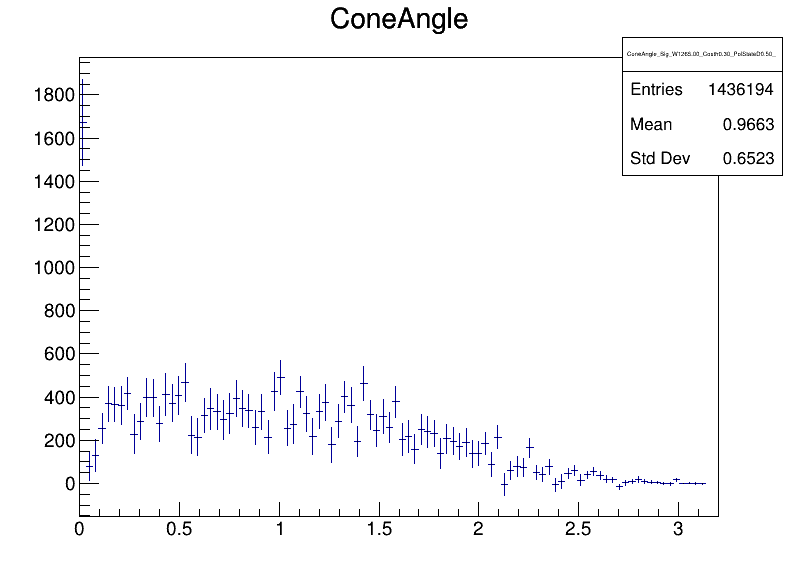 ConeAngle
ConeAngle_Sig_W1265.00_Costh0.30_PolStateD0.50_
Entries 1436194
Mean 0.9663
Std Dev 0.6523
1800
1600
1400
1200
1000
800
600
400
200
0
0 0.5 1 1.5 2 2.5 3